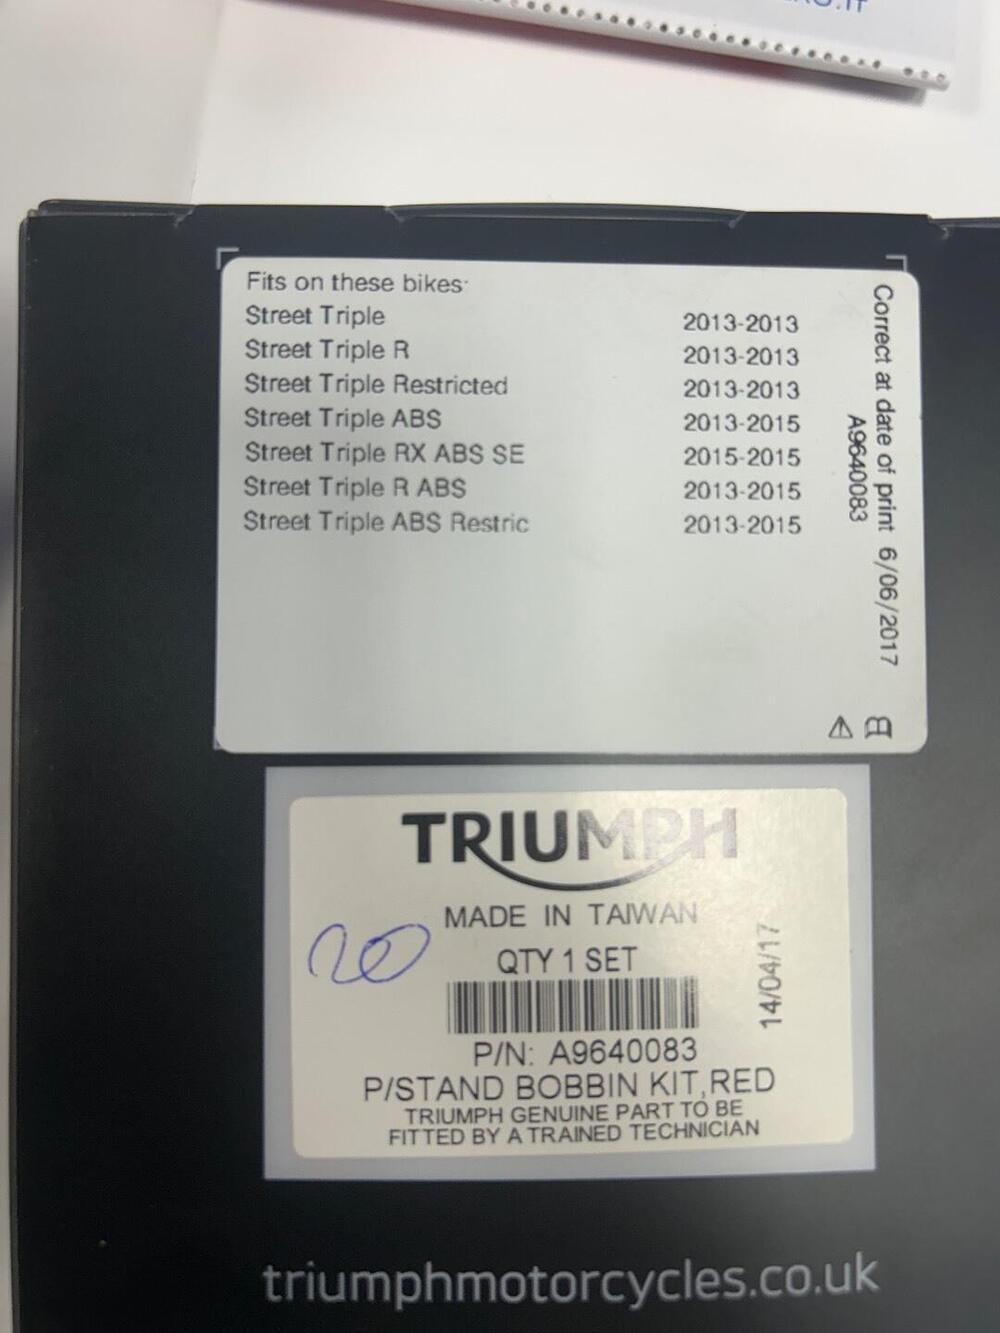 Fits on these bikes:
Street Triple 2013-2013
Street Triple R 2013-2013
Street Triple Restricted 2013-2013
Street Triple ABS 2013-2015
Street Triple RX ABS SE 2015-2015
Street Triple R ABS 2013-2015
Street Triple ABS Restric 2013-2015
Correct at date of print 6/06/2017
A9640083
TRIUMPH
MADE IN TAIWAN
20
QTY 1 SET
14/04/17
P/N: A9640083
P/STAND BOBBIN KIT,RED
TRIUMPH GENUINE PART TO BE
FITTED BY A TRAINED TECHNICIAN
triumphmotorcycles.co.uk